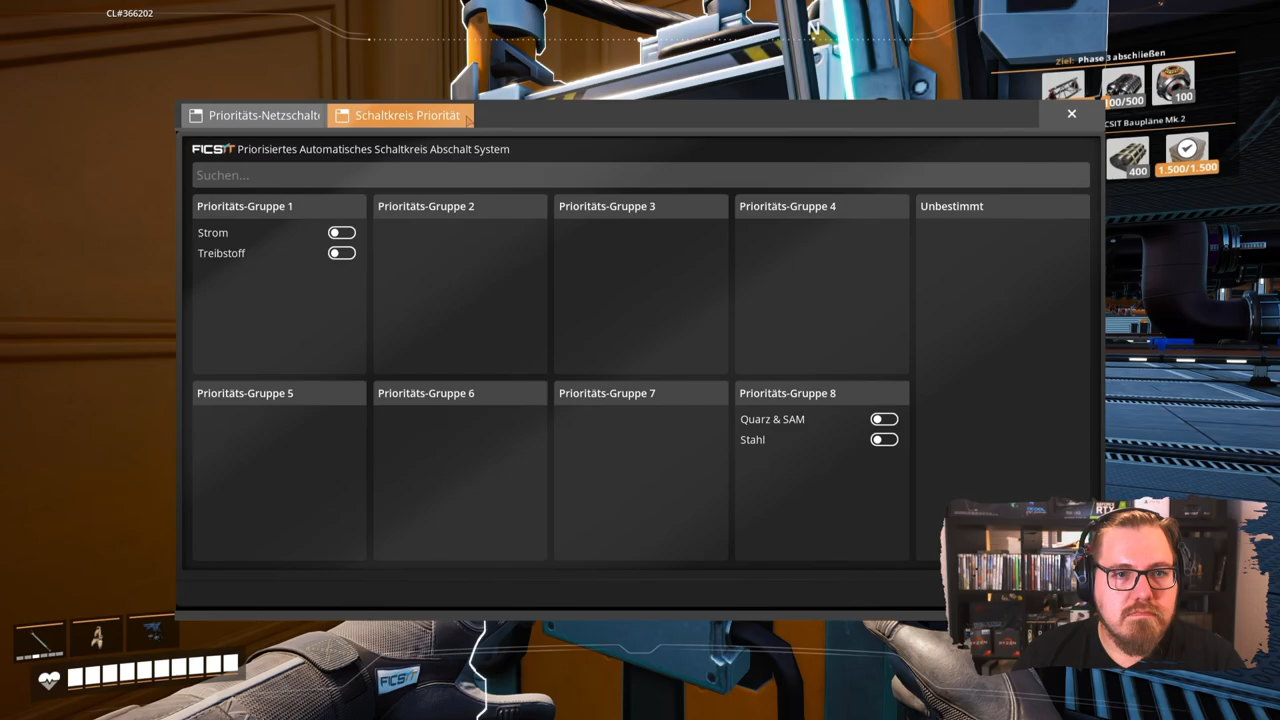 CL#366202
N
Ziel: Phase 3 abschließen
100/500
100
FICSIT Baupläne Mk.2
400
1.500/1.500
Prioritäts-Netzschalt
Schaltkreis Priorität
FICSIT Priorisiertes Automatisches Schaltkreis Abschalt System
Suchen...
Prioritäts-Gruppe 1
Prioritäts-Gruppe 2
Prioritäts-Gruppe 3
Prioritäts-Gruppe 4
Unbestimmt
Strom
Treibstoff
Prioritäts-Gruppe 5
Prioritäts-Gruppe 6
Prioritäts-Gruppe 7
Prioritäts-Gruppe 8
Quarz & SAM
Stahl
RTX
FICSIT